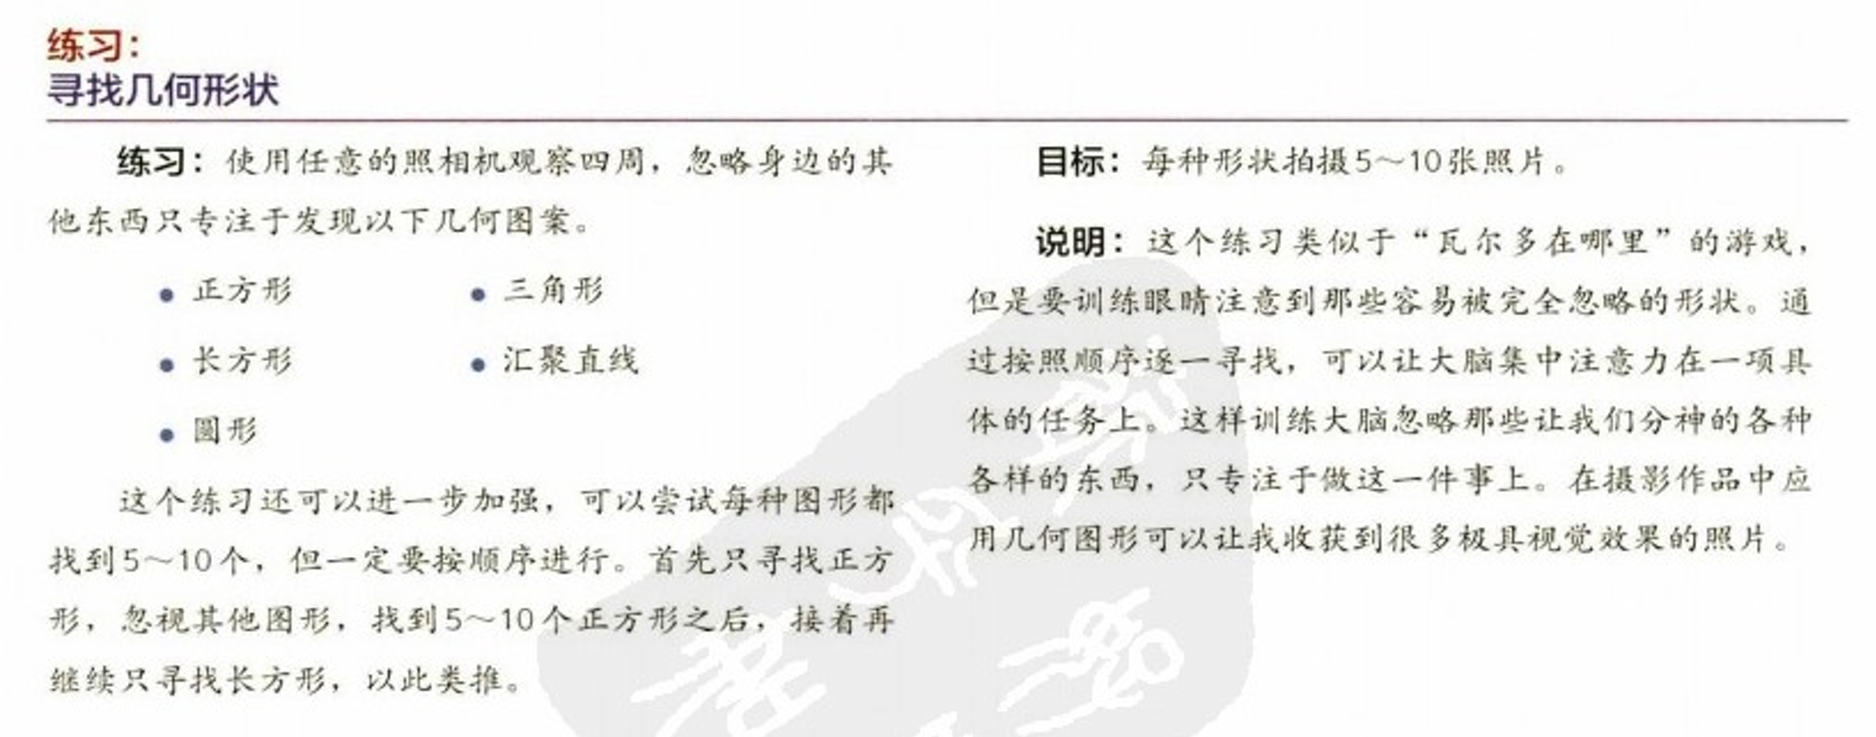 练习：
寻找几何形状
练习：使用任意的照相机观察四周，忽略身边的其
他东西只专注于发现以下几何图案。
• 正方形
• 三角形
• 长方形
• 汇聚直线
• 圆形
这个练习还可以进一步加强，可以尝试每种图形都
找到5～10个，但一定要按顺序进行。首先只寻找正方
形，忽视其他图形，找到5～10个正方形之后，接着再
继续只寻找长方形，以此类推。
目标：每种形状拍摄5～10张照片。
说明：这个练习类似于“瓦尔多在哪里”的游戏，
但是要训练眼睛注意到那些容易被完全忽略的形状。通
过按照顺序逐一寻找，可以让大脑集中注意力在一项具
体的任务上。这样训练大脑忽略那些让我们分神的各种
各样的东西，只专注于做这一件事上。在摄影作品中应
用几何图形可以让我收获到很多极具视觉效果的照片。